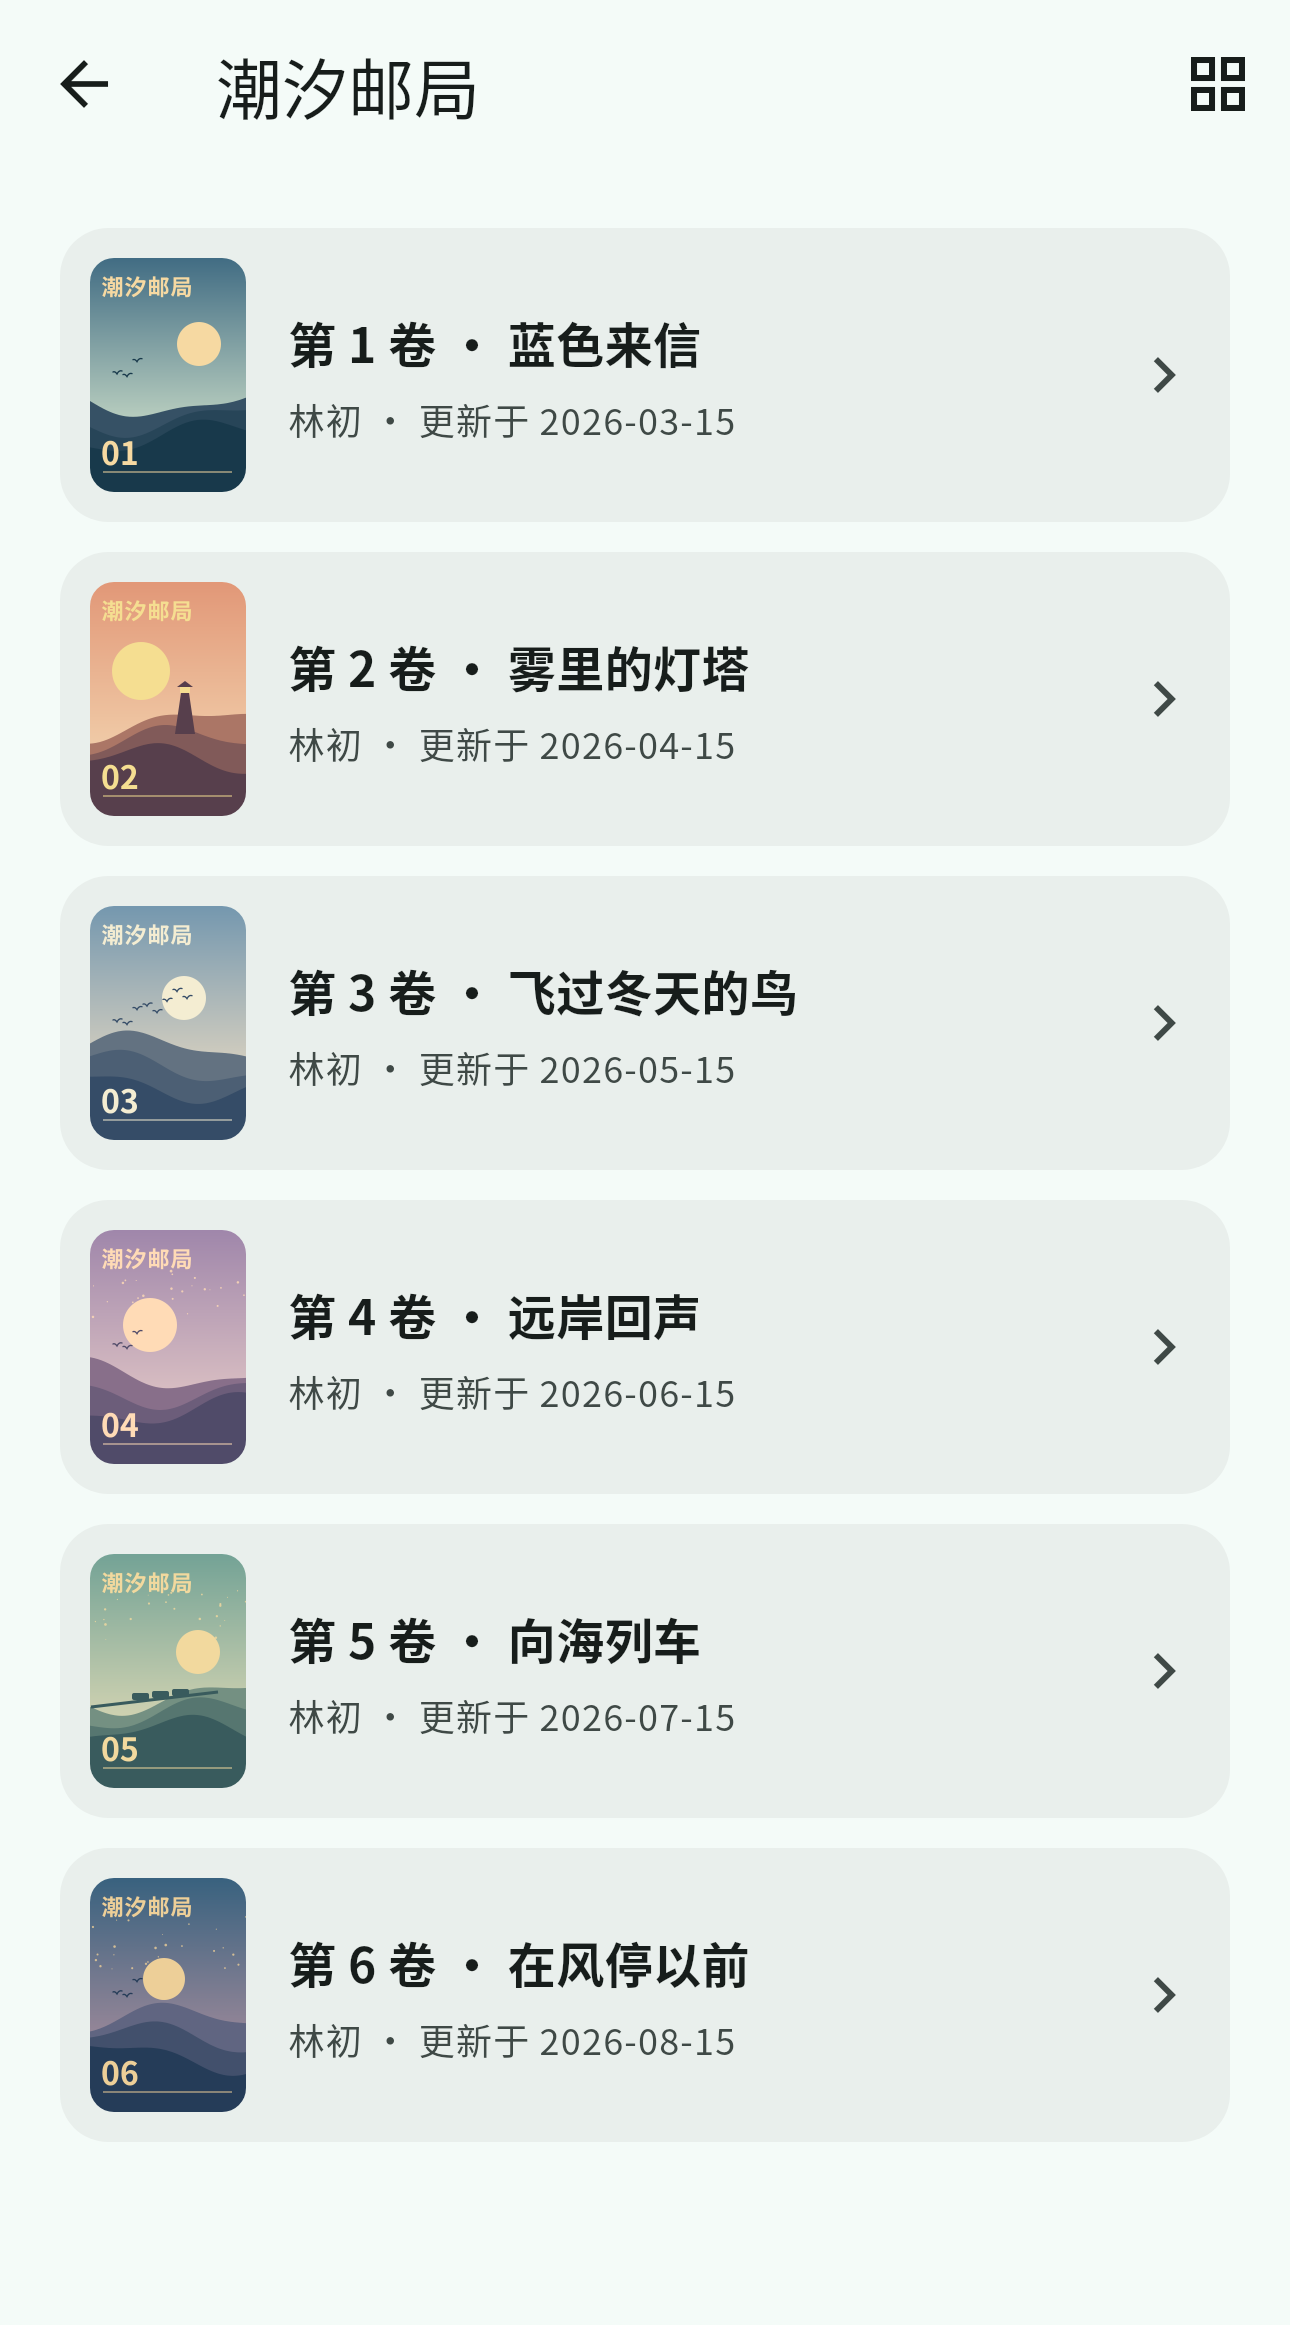 潮汐邮局
潮汐邮局
01
第 1 卷 · 蓝色来信
林初 · 更新于 2026-03-15
潮汐邮局
02
第 2 卷 · 雾里的灯塔
林初 · 更新于 2026-04-15
潮汐邮局
03
第 3 卷 · 飞过冬天的鸟
林初 · 更新于 2026-05-15
潮汐邮局
04
第 4 卷 · 远岸回声
林初 · 更新于 2026-06-15
潮汐邮局
05
第 5 卷 · 向海列车
林初 · 更新于 2026-07-15
潮汐邮局
06
第 6 卷 · 在风停以前
林初 · 更新于 2026-08-15